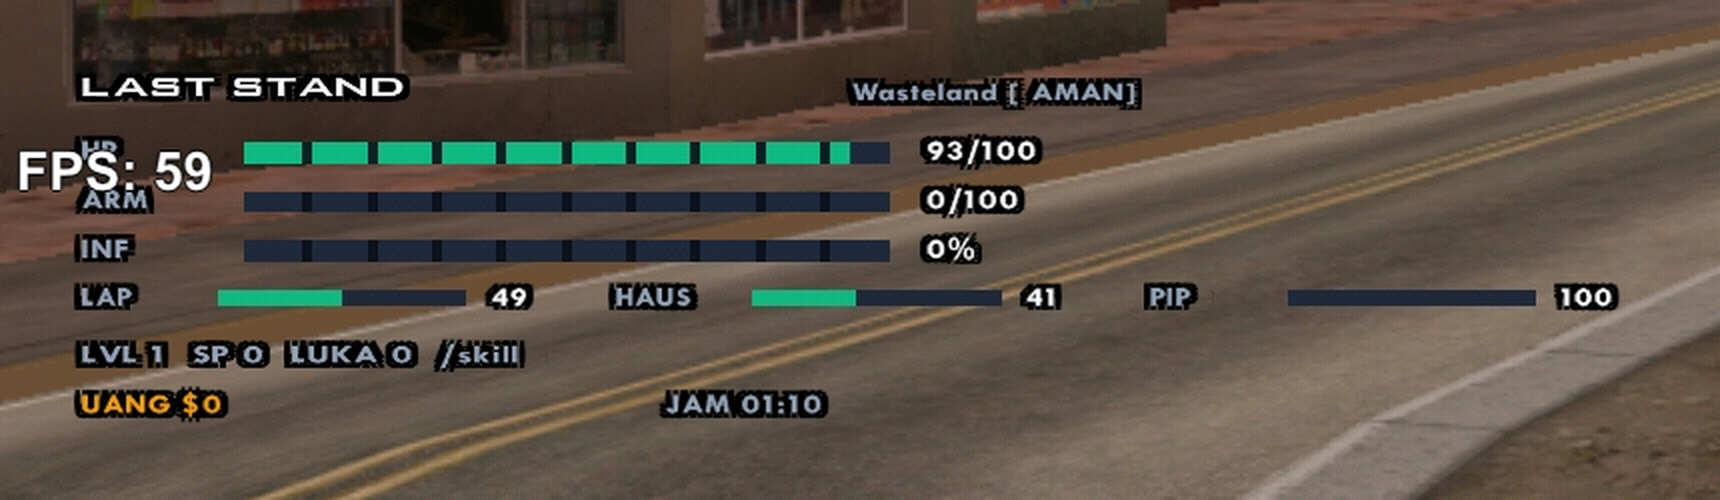 LAST STAND
Wasteland [ AMAN]
HP 93/100
FPS: 59
ARM 0/100
INF 0%
LAP 49 HAUS 41 PIP 100
LVL 1 SP 0 LUKA 0 /skill
UANG $0 JAM 01:10